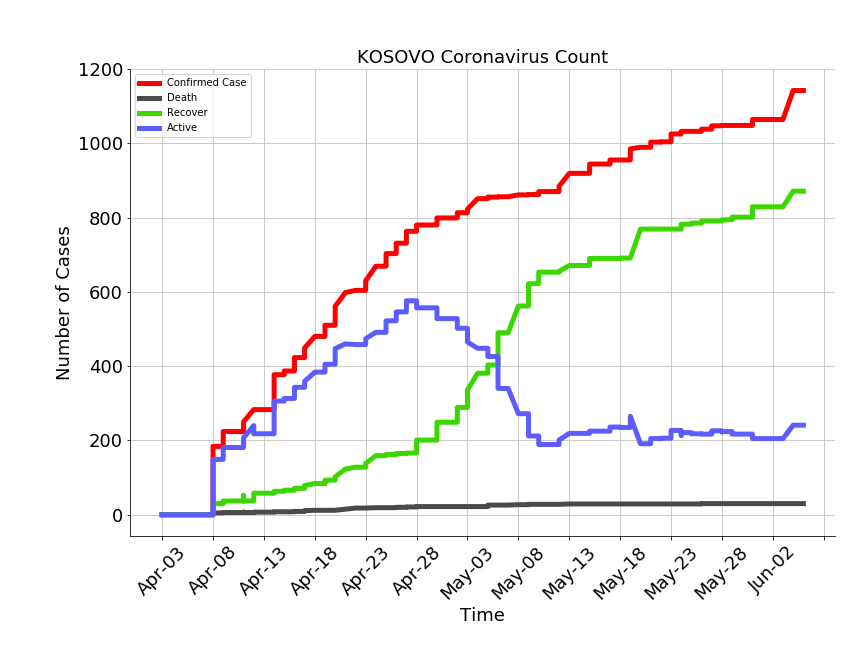 KOSOVO Coronavirus Count
Confirmed Case
Death
Recover
Active
Number of Cases
1200
1000
800
600
400
200
0
Apr-03 Apr-08 Apr-13 Apr-18 Apr-23 Apr-28 May-03 May-08 May-13 May-18 May-23 May-28 Jun-02
Time